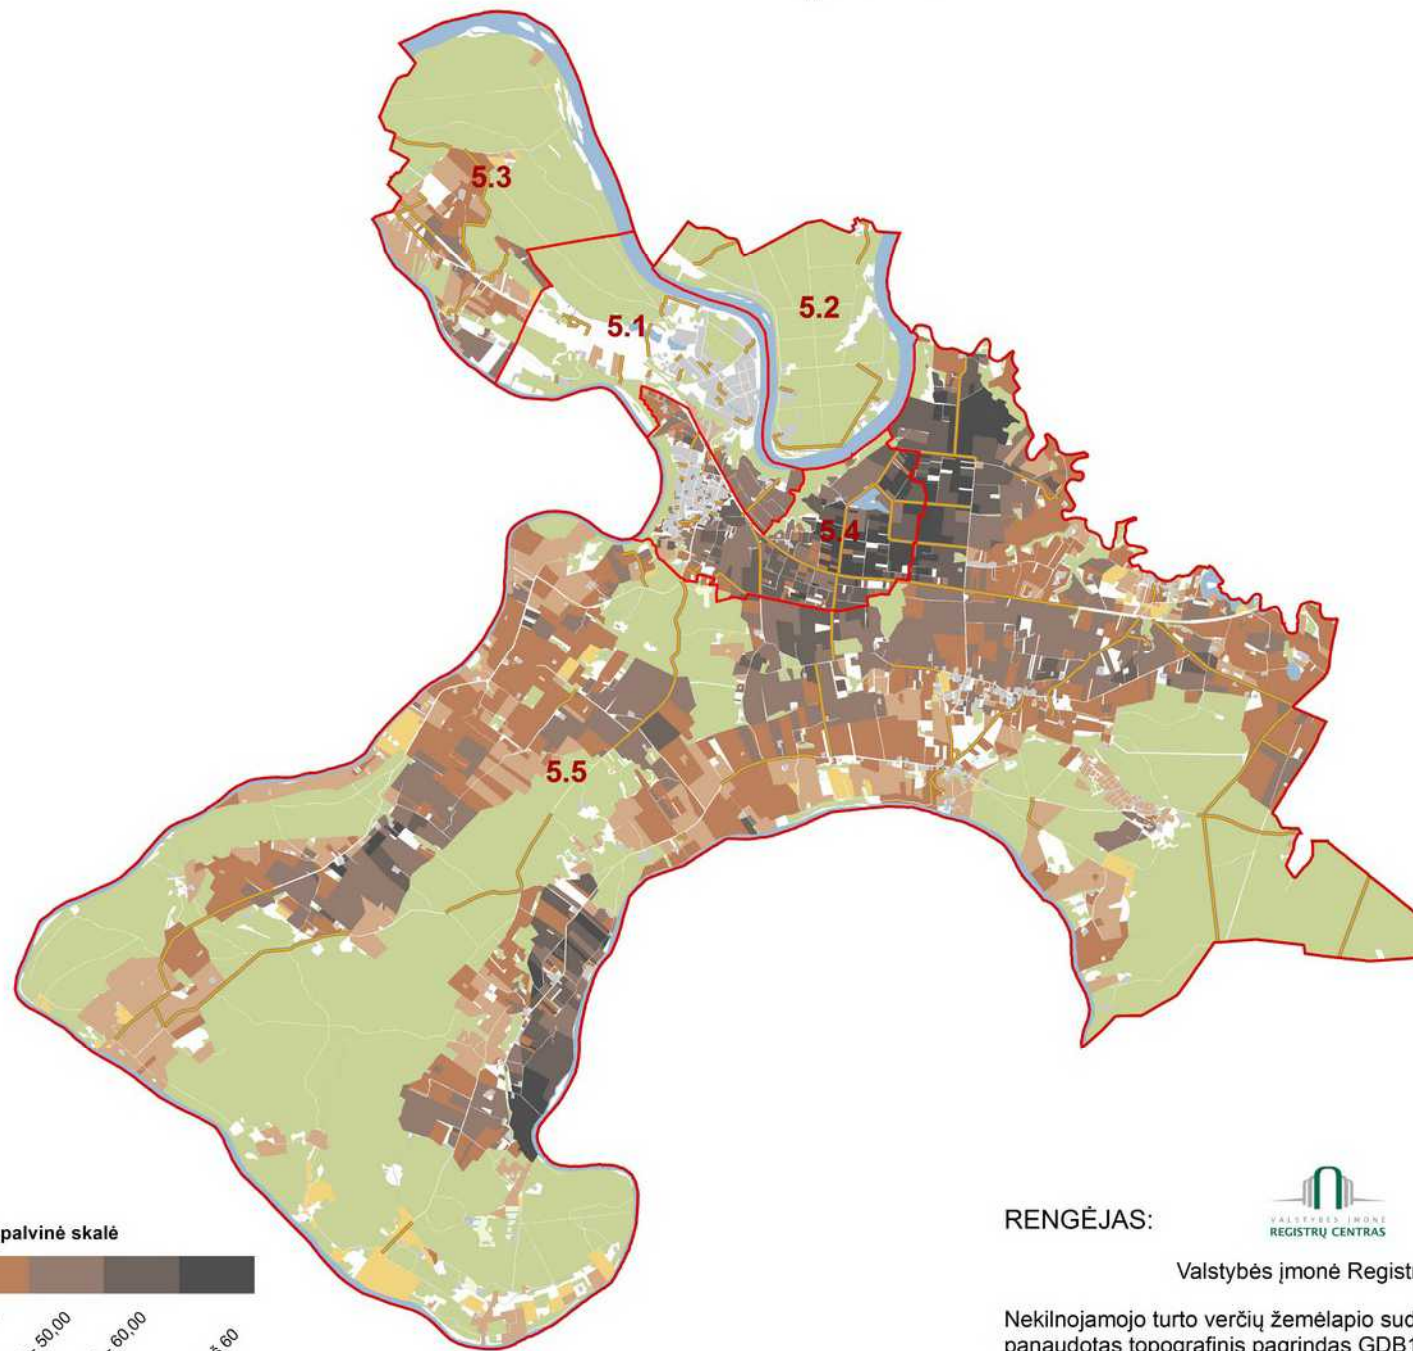 5.3
5.2
5.1
5.4
5.5
palvinė skalė
50,00
60,00
60
RENGĖJAS:
VALSTYBĖS ĮMONĖ
REGISTRŲ CENTRAS
Valstybės įmonė Registr
Nekilnojamojo turto verčių žemėlapio sud
panaudotas topografinis pagrindas GDB1